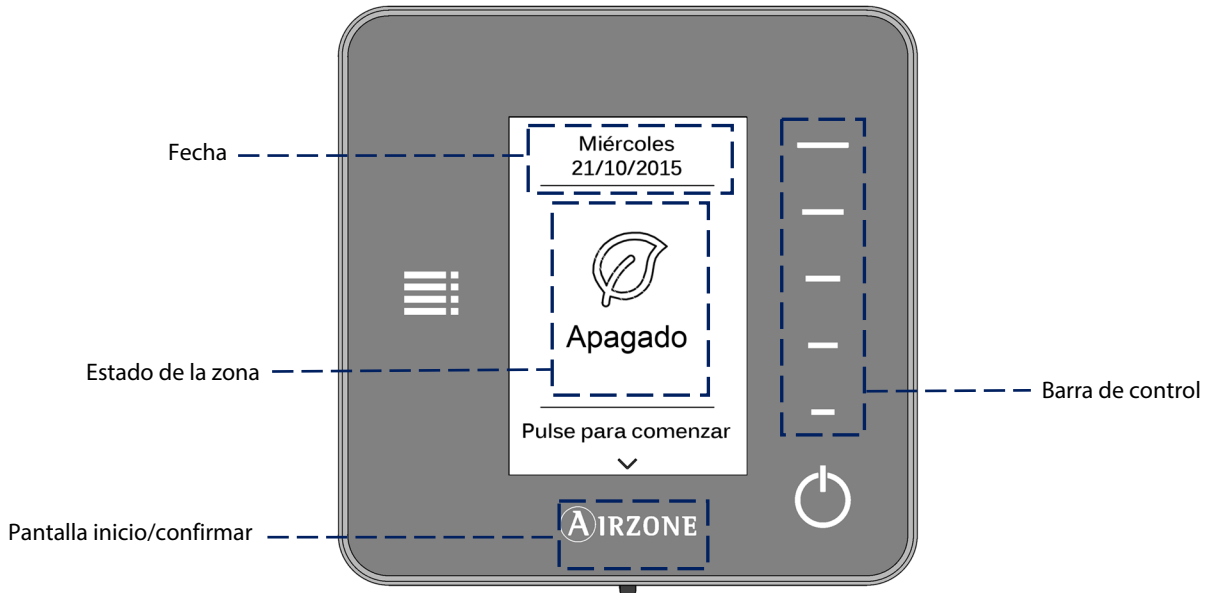 Fecha
Miércoles
21/10/2015
Apagado
Estado de la zona
Barra de control
Pulse para comenzar
Pantalla inicio/confirmar
AIRZONE